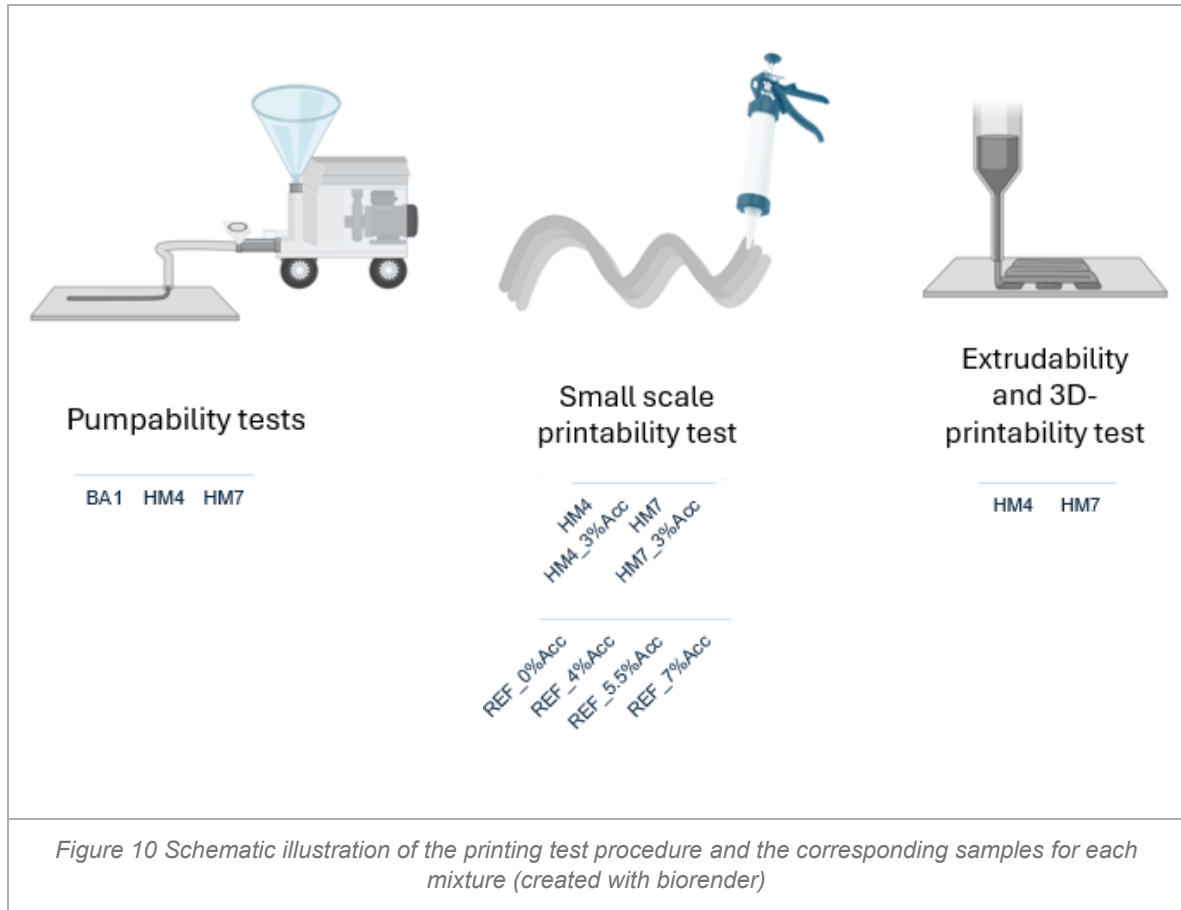 Pumpability tests
BA1 HM4 HM7
Small scale
printability test
HM4
HM4_3%Acc
HM7
HM7_3%Acc
REF_0%Acc
REF_4%Acc
REF_5.5%Acc
REF_7%Acc
Extrudability
and 3D-
printability test
HM4 HM7
Figure 10 Schematic illustration of the printing test procedure and the corresponding samples for each
mixture (created with biorender)